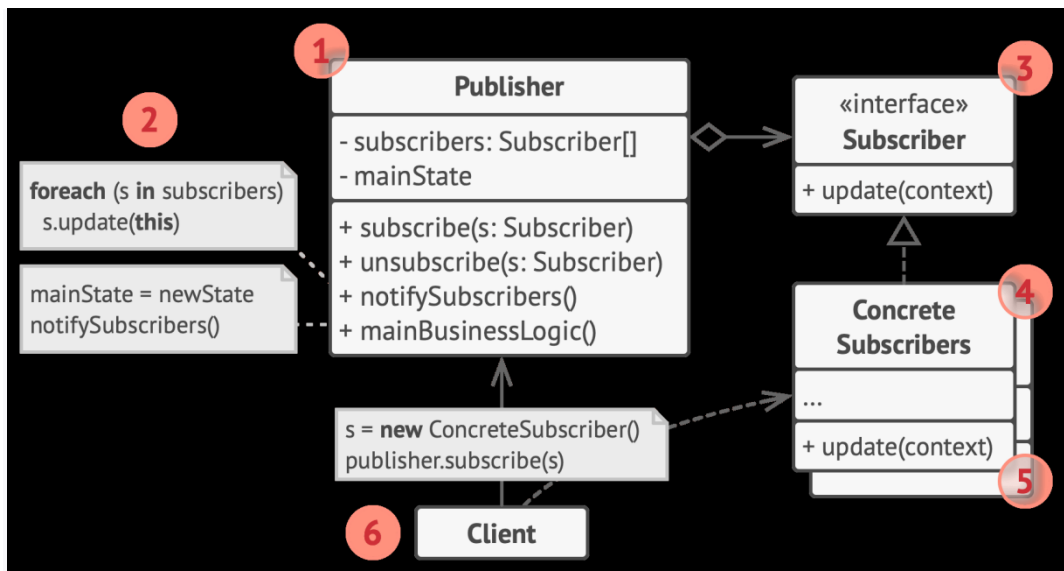 1
Publisher
- subscribers: Subscriber[]
- mainState
+ subscribe(s: Subscriber)
+ unsubscribe(s: Subscriber)
+ notifySubscribers()
+ mainBusinessLogic()
2
foreach (s in subscribers)
s.update(this)
mainState = newState
notifySubscribers()
3
«interface»
Subscriber
+ update(context)
4
Concrete
Subscribers
...
+ update(context)
5
s = new ConcreteSubscriber()
publisher.subscribe(s)
6
Client